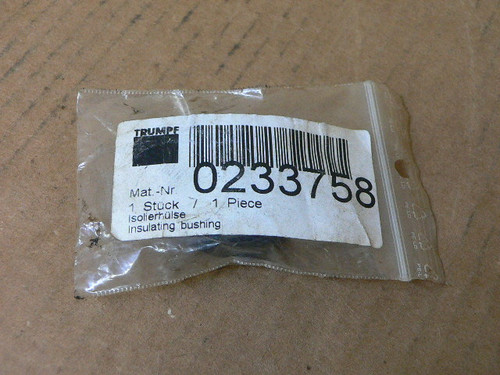 TRUMPF
Mat.-Nr. 0233758
1 Stück / 1 Piece
Isolierhülse
insulating bushing